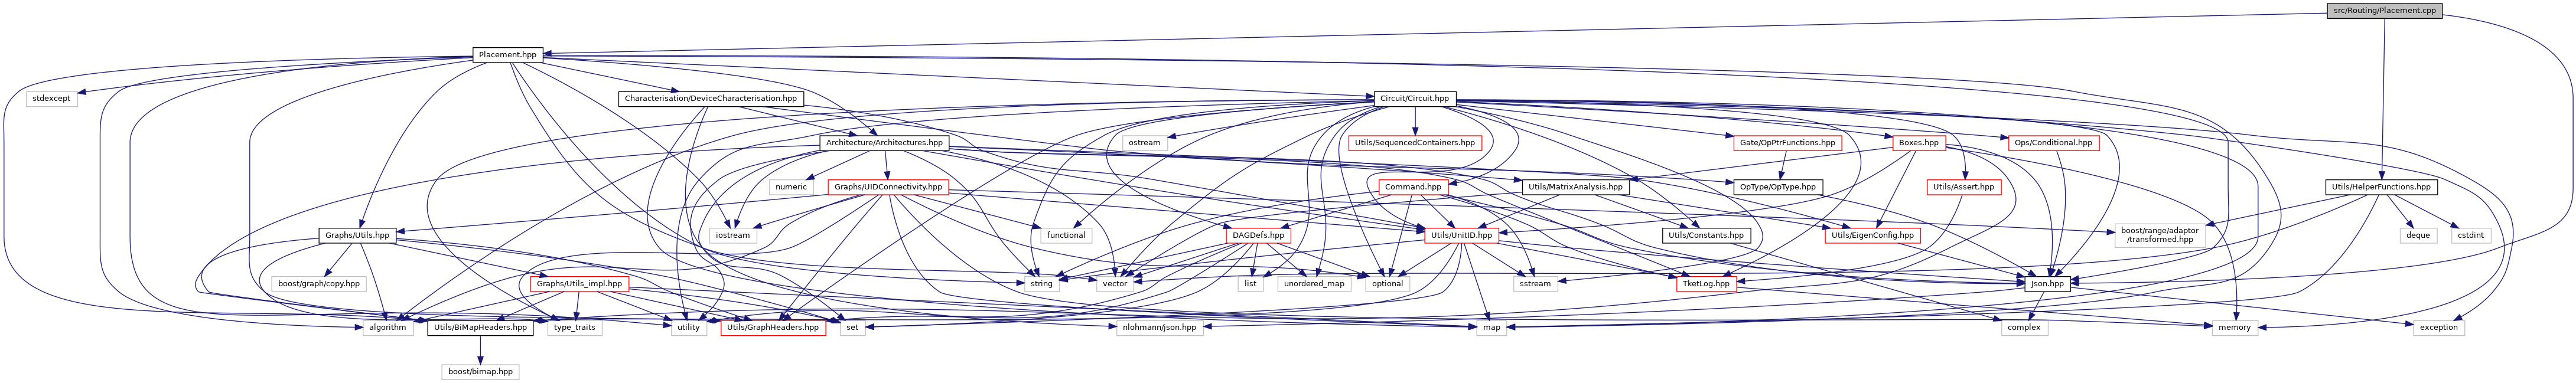 src/Routing/Placement.cpp
Placement.hpp
stdexcept
Characterisation/DeviceCharacterisation.hpp
Circuit/Circuit.hpp
Architecture/Architectures.hpp
ostream
Utils/SequencedContainers.hpp
Gate/OpPtrFunctions.hpp
Boxes.hpp
Ops/Conditional.hpp
numeric
Graphs/UIDConnectivity.hpp
Command.hpp
Utils/MatrixAnalysis.hpp
OpType/OpType.hpp
Utils/Assert.hpp
Utils/HelperFunctions.hpp
Graphs/Utils.hpp
iostream
functional
DAGDefs.hpp
Utils/UnitID.hpp
Utils/Constants.hpp
Utils/EigenConfig.hpp
boost/range/adaptor
/transformed.hpp
deque
cstdint
boost/graph/copy.hpp
Graphs/Utils_impl.hpp
string
vector
list
unordered_map
optional
sstream
TketLog.hpp
Json.hpp
algorithm
Utils/BiMapHeaders.hpp
type_traits
utility
Utils/GraphHeaders.hpp
set
nlohmann/json.hpp
map
complex
memory
exception
boost/bimap.hpp